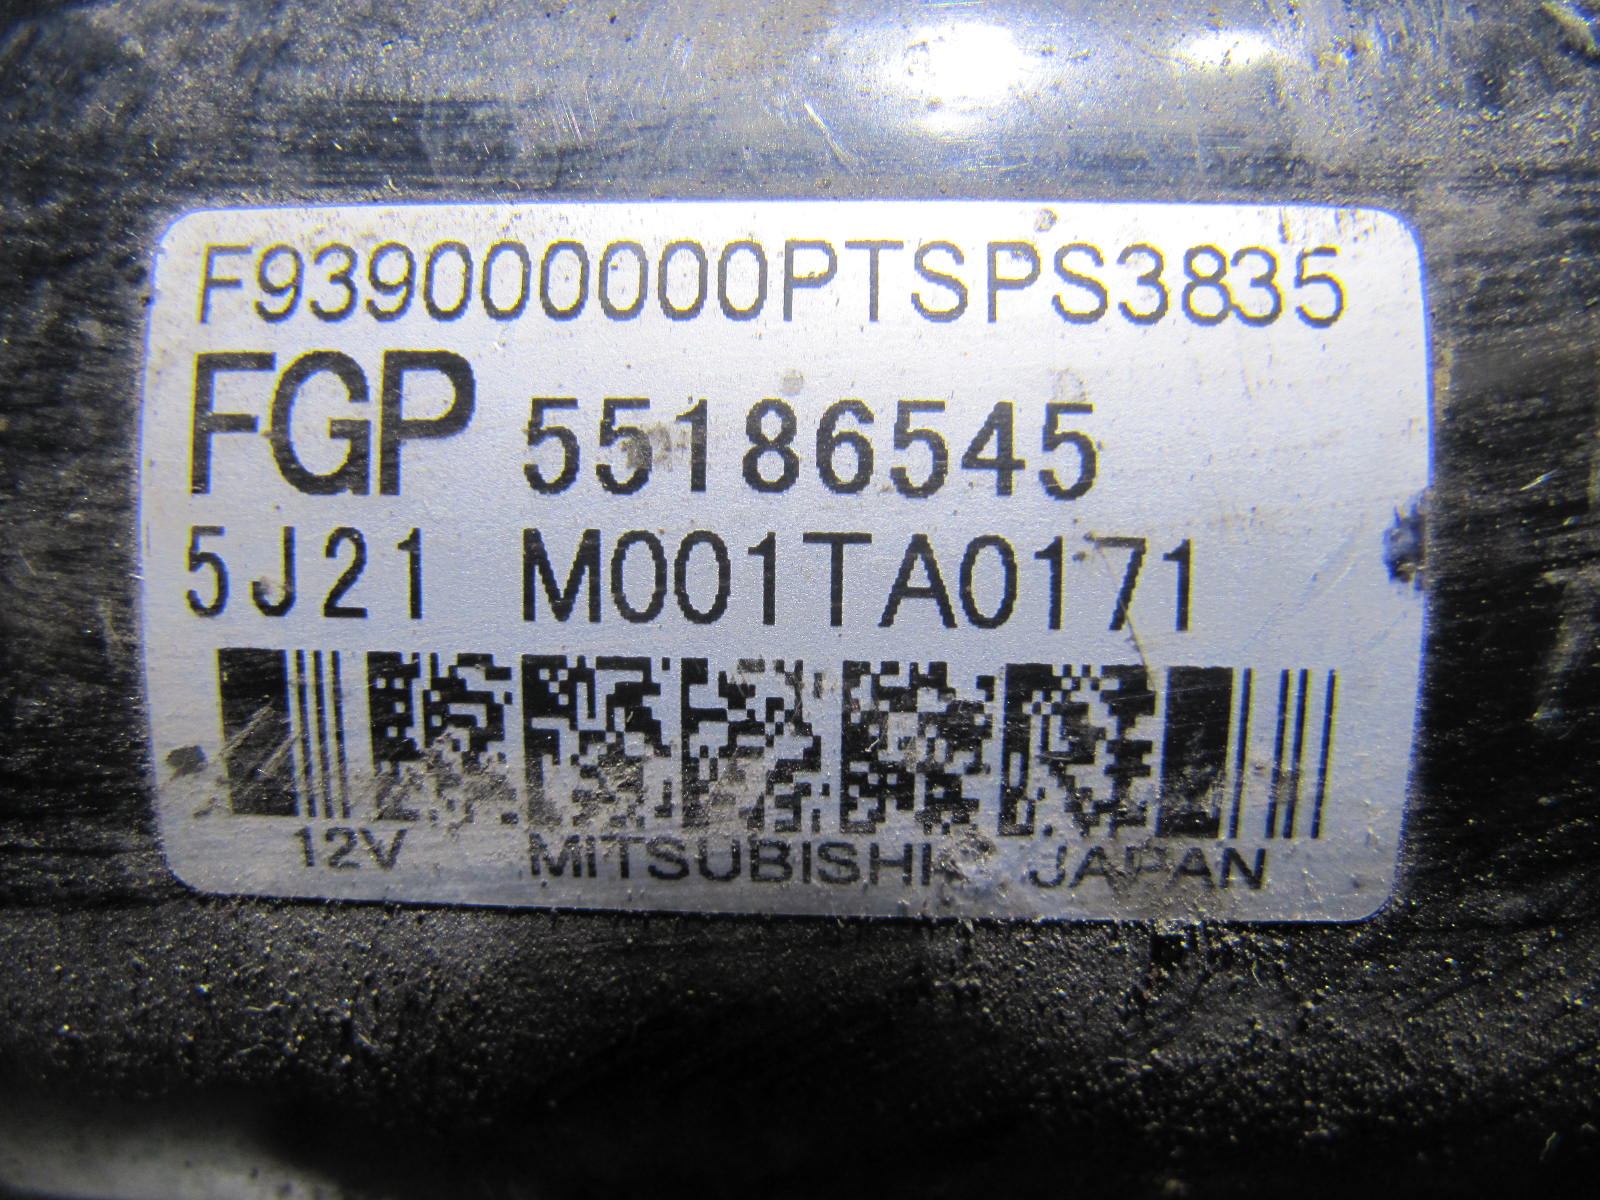 F939000000PTSPS3835
FGP 55186545
5J21 M001TA0171
12V MITSUBISHI JAPAN